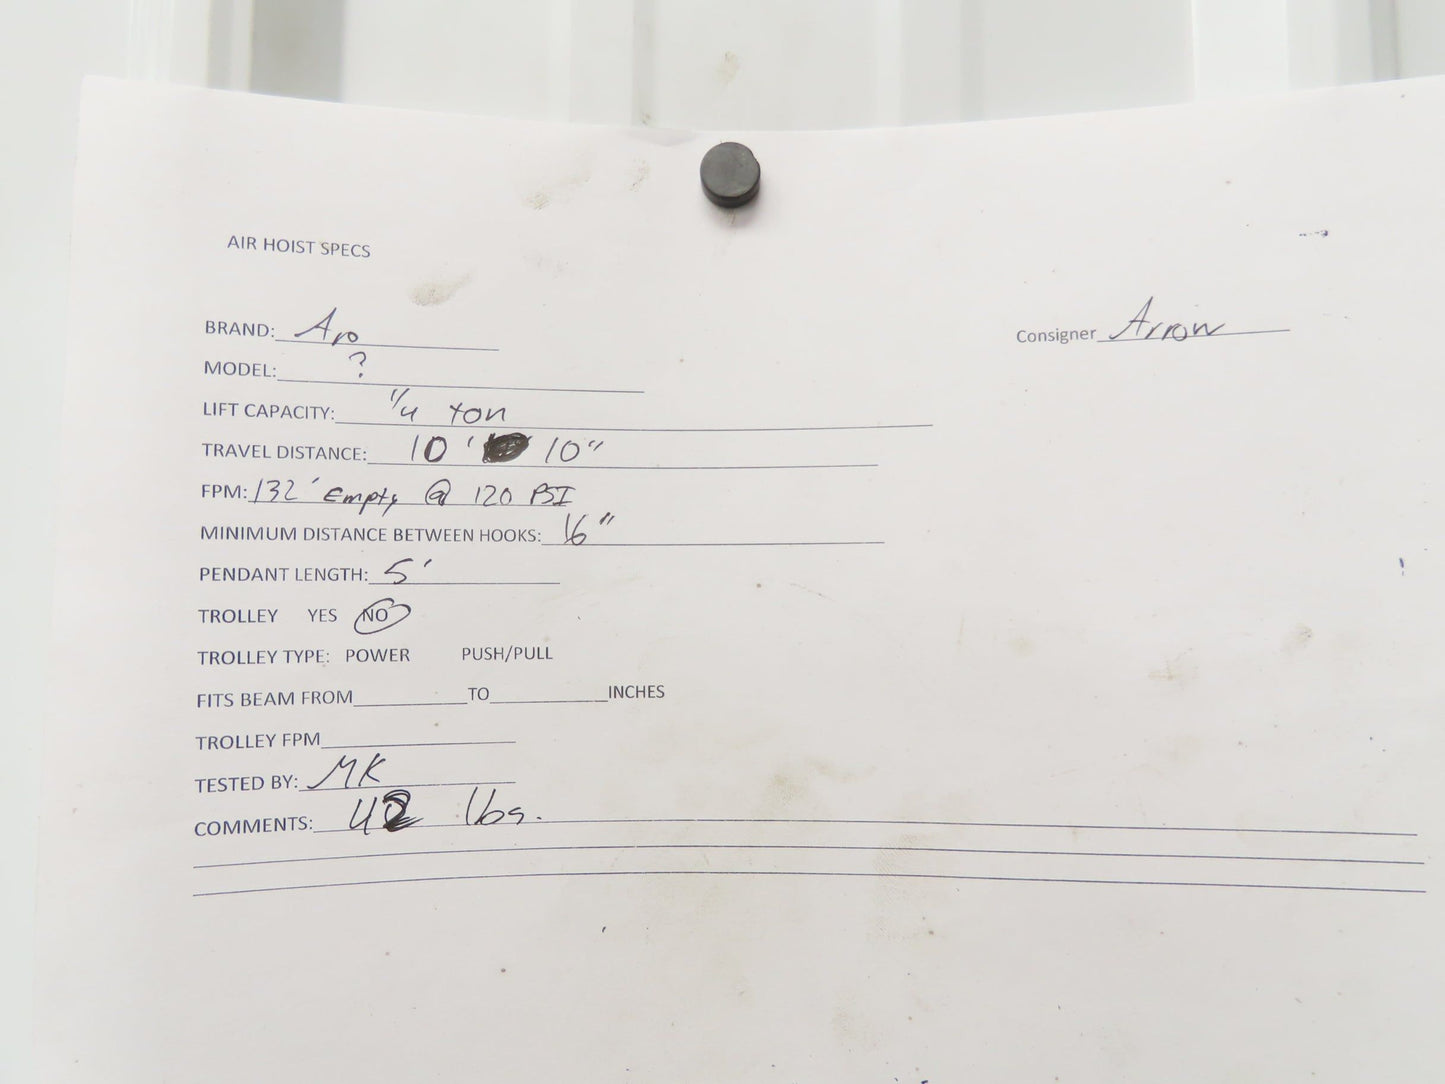 AIR HOIST SPECS
BRAND: Aro
Consigner Arrow
MODEL: ?
LIFT CAPACITY: 1/4 ton
TRAVEL DISTANCE: 10' 10"
FPM: 132' Empty @ 120 PSI
MINIMUM DISTANCE BETWEEN HOOKS: 16"
PENDANT LENGTH: 5'
TROLLEY YES NO
TROLLEY TYPE: POWER PUSH/PULL
FITS BEAM FROM TO INCHES
TROLLEY FPM
TESTED BY: MK
COMMENTS: 42 lbs.